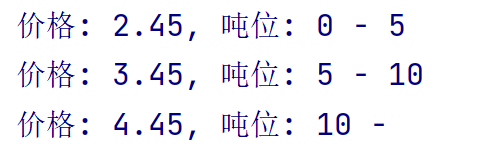 价格: 2.45, 吨位: 0 - 5
价格: 3.45, 吨位: 5 - 10
价格: 4.45, 吨位: 10 -